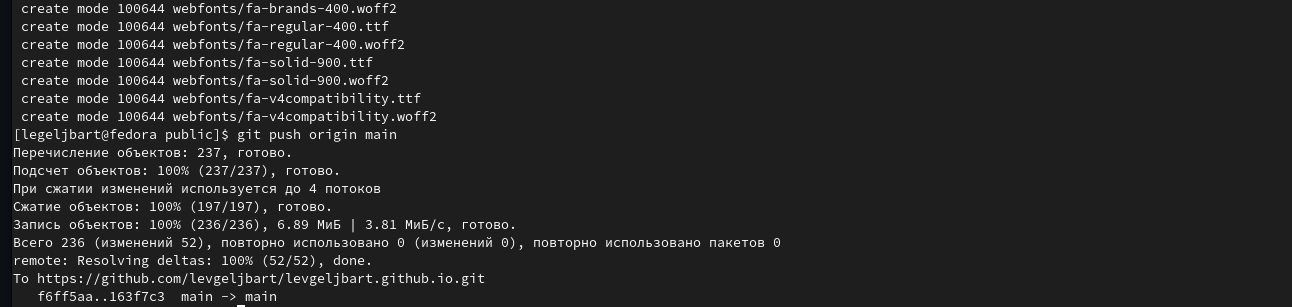 create mode 100644 webfonts/fa-brands-400.woff2
create mode 100644 webfonts/fa-regular-400.ttf
create mode 100644 webfonts/fa-regular-400.woff2
create mode 100644 webfonts/fa-solid-900.ttf
create mode 100644 webfonts/fa-solid-900.woff2
create mode 100644 webfonts/fa-v4compatibility.ttf
create mode 100644 webfonts/fa-v4compatibility.woff2
[legeljbart@fedora public]$ git push origin main
Перечисление объектов: 237, готово.
Подсчет объектов: 100% (237/237), готово.
При сжатии изменений используется до 4 потоков
Сжатие объектов: 100% (197/197), готово.
Запись объектов: 100% (236/236), 6.89 МиБ | 3.81 МиБ/с, готово.
Всего 236 (изменений 52), повторно использовано 0 (изменений 0), повторно использовано пакетов 0
remote: Resolving deltas: 100% (52/52), done.
To https://github.com/levgeljbart/levgeljbart.github.io.git
f6ff5aa..163f7c3  main -> main